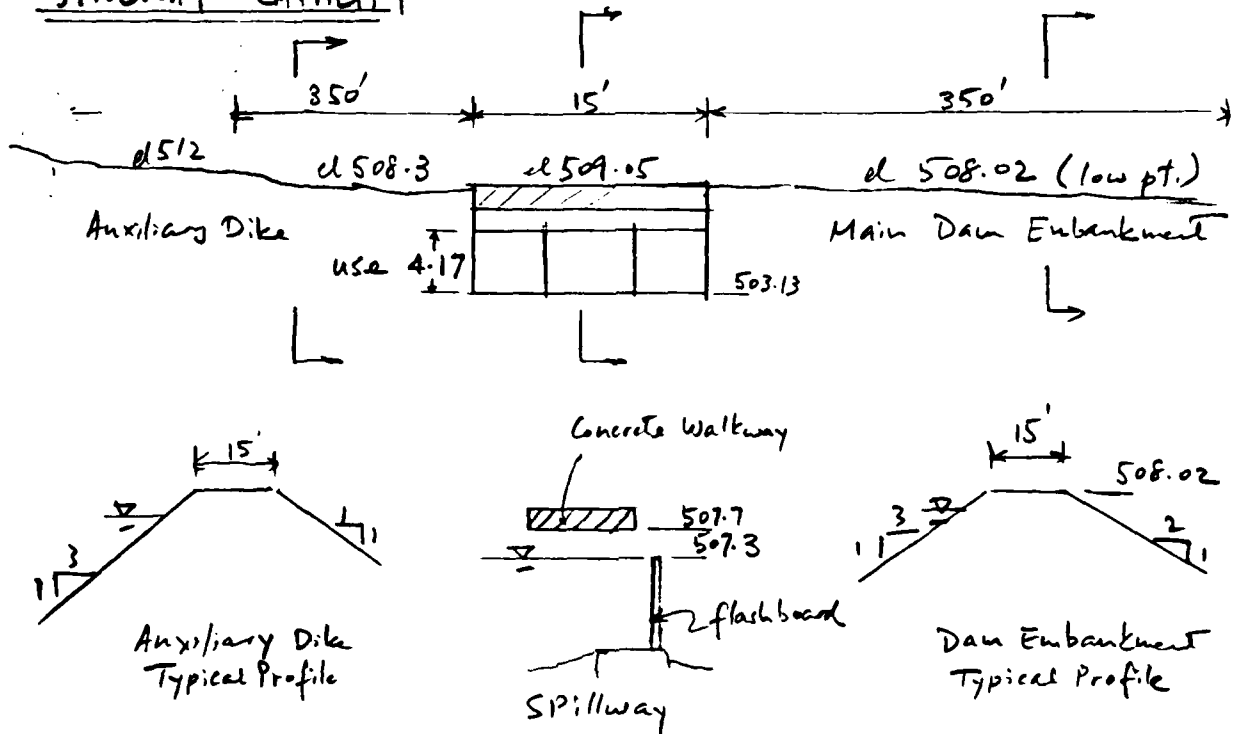 350' 15' 350'
el 512 el 508.3 el 509.05 el 508.02 (low pt.)
Auxiliary Dike Main Dam Embankment
use 4.17
503.13
15' Concrete Walkway 15'
508.02
507.7
507.3
3 1 1 1 3 1 2 1
flashboard
Auxiliary Dike
Typical Profile
Spillway
Dam Embankment
Typical Profile